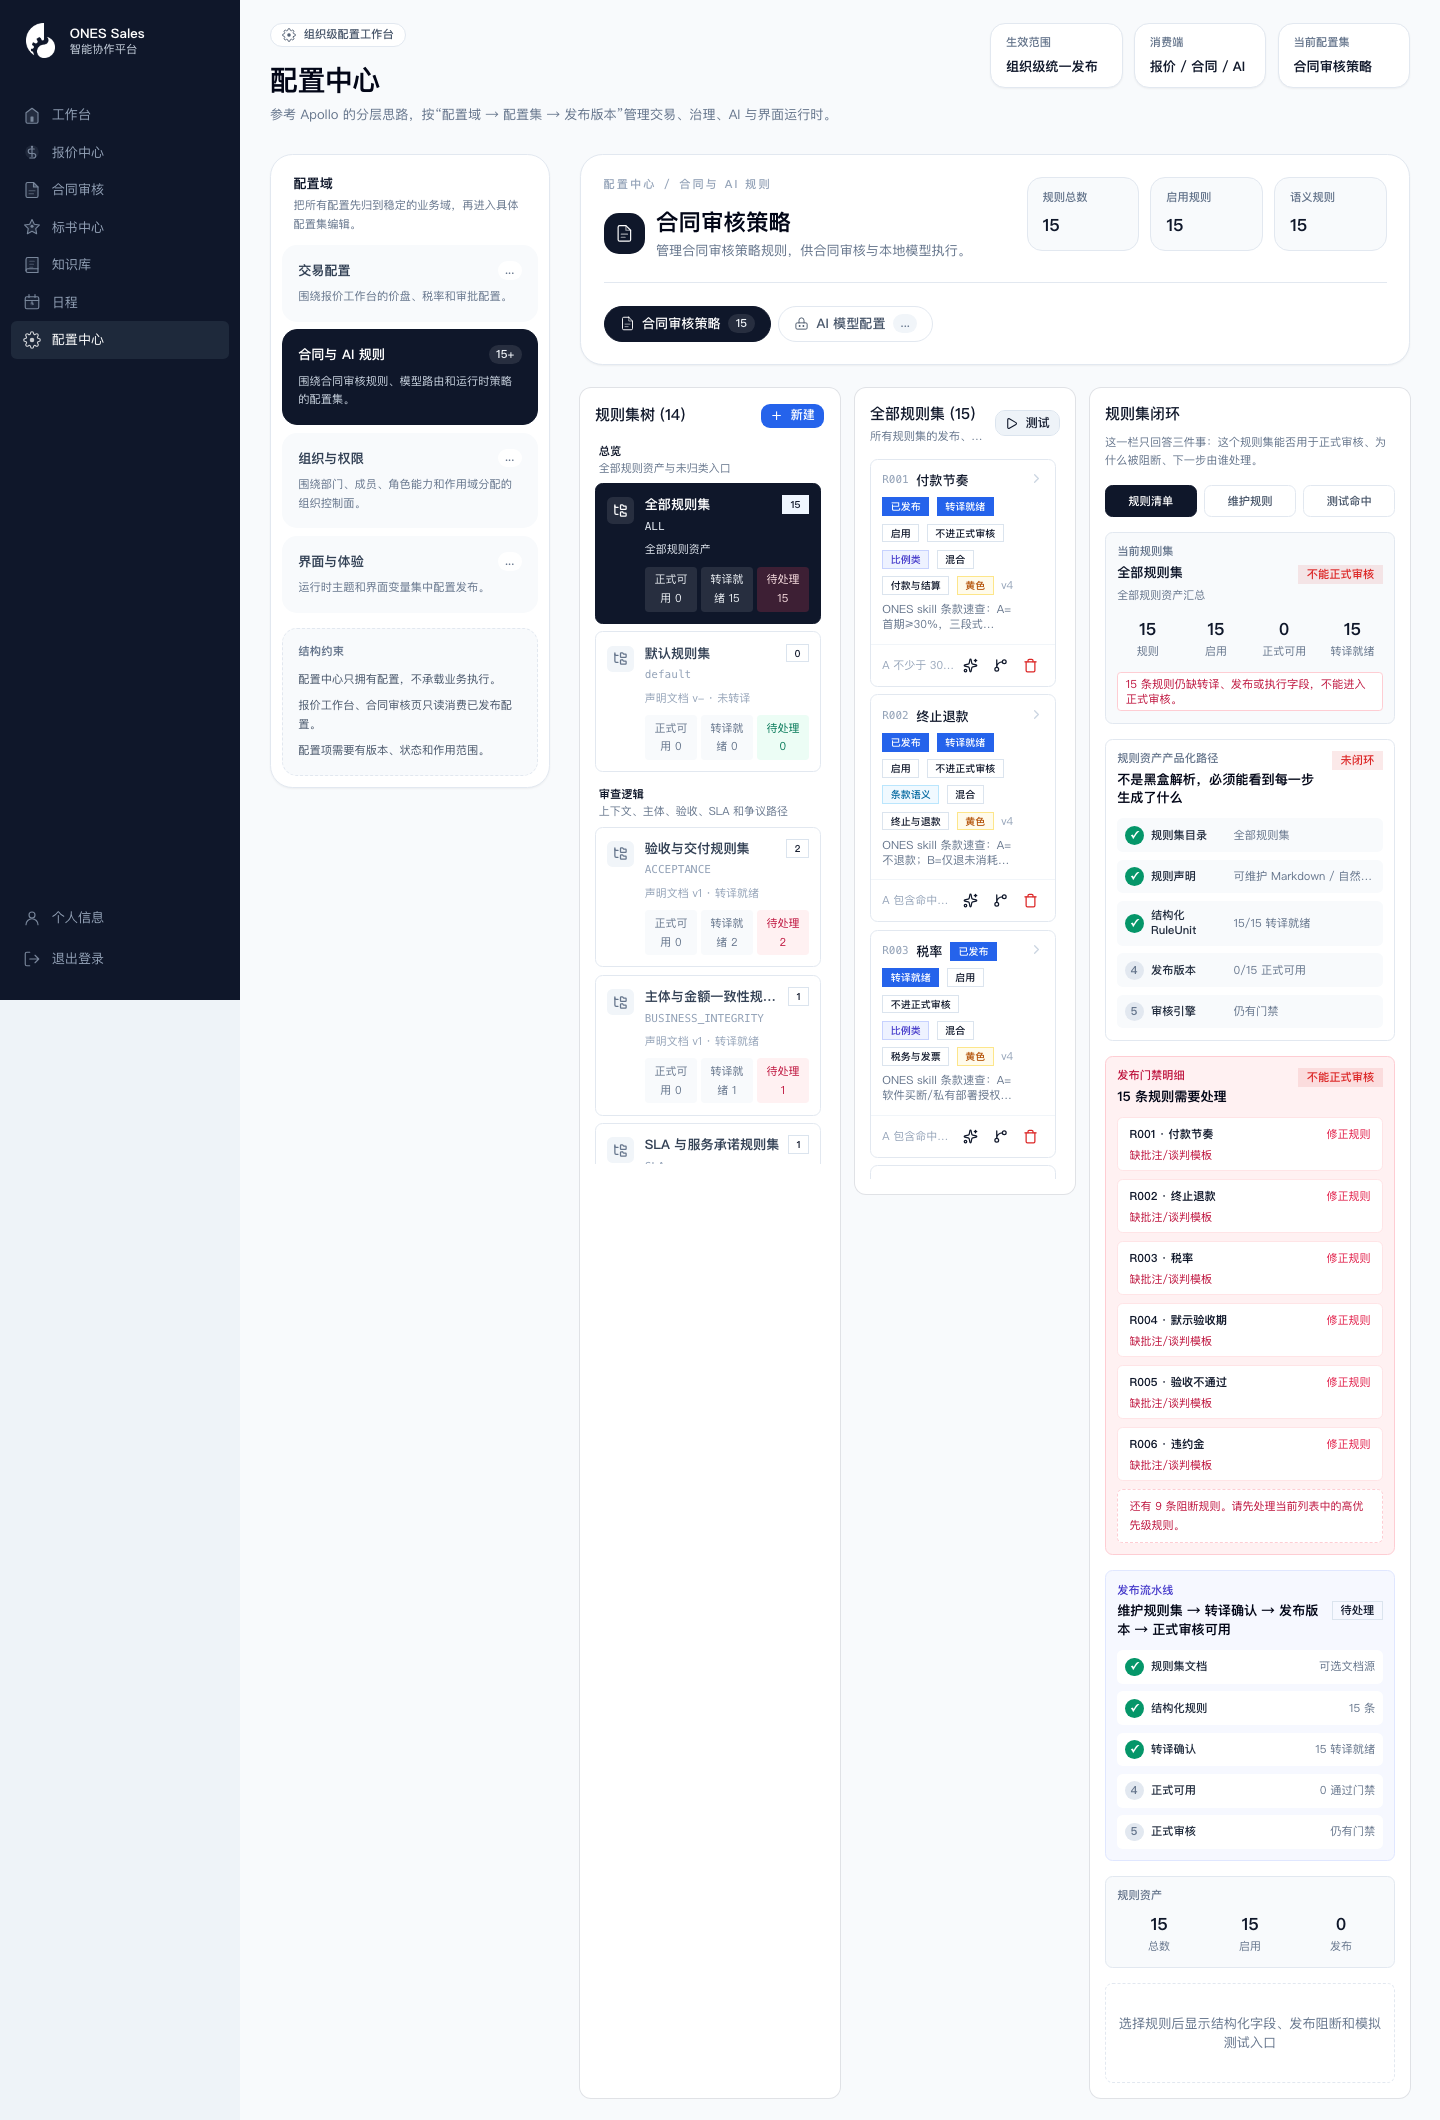 ONES Sales
智能协作平台
工作台
报价中心
合同审核
标书中心
知识库
日程
配置中心
个人信息
退出登录
组织级配置工作台
配置中心
参考 Apollo 的分层思路，按“配置域 → 配置集 → 发布版本”管理交易、治理、AI 与界面运行时。
生效范围
组织级统一发布
消费端
报价 / 合同 / AI
当前配置集
合同审核策略
配置域
把所有配置先归到稳定的业务域，再进入具体
配置集编辑。
交易配置
...
围绕报价工作台的价盘、税率和审批配置。
合同与 AI 规则
15+
围绕合同审核规则、模型路由和运行时策略
的配置集。
组织与权限
...
围绕部门、成员、角色能力和作用域分配的
组织控制面。
界面与体验
...
运行时主题和界面变量集中配置发布。
结构约束
配置中心只拥有配置，不承载业务执行。
报价工作台、合同审核页只读消费已发布配
置。
配置项需要有版本、状态和作用范围。
配置中心 / 合同与 AI 规则
合同审核策略
管理合同审核策略规则，供合同审核与本地模型执行。
规则总数
15
启用规则
15
语义规则
15
合同审核策略 15
AI 模型配置 ...
规则集树 (14)
新建
总览
全部规则资产与未归类入口
全部规则集
15
ALL
全部规则资产
正式可
用 0
转译就
绪 15
待处理
15
默认规则集
0
default
声明文档 v- · 未转译
正式可
用 0
转译就
绪 0
待处理
0
审查逻辑
上下文、主体、验收、SLA 和争议路径
验收与交付规则集
2
ACCEPTANCE
声明文档 v1 · 转译就绪
正式可
用 0
转译就
绪 2
待处理
2
主体与金额一致性规...
1
BUSINESS_INTEGRITY
声明文档 v1 · 转译就绪
正式可
用 0
转译就
绪 1
待处理
1
SLA 与服务承诺规则集
1
全部规则集 (15)
所有规则集的发布、...
测试
R001 付款节奏
已发布 转译就绪
启用 不进正式审核
比例类 混合
付款与结算 黄色 v4
ONES skill 条款速查：A=
首期≥30%，三段式...
A 不少于 30...
R002 终止退款
已发布 转译就绪
启用 不进正式审核
条款语义 混合
终止与退款 黄色 v4
ONES skill 条款速查：A=
不退款；B=仅退未消耗...
A 包含命中...
R003 税率 已发布
转译就绪 启用
不进正式审核
比例类 混合
税务与发票 黄色 v4
ONES skill 条款速查：A=
软件买断/私有部署授权...
A 包含命中...
规则集闭环
这一栏只回答三件事：这个规则集能否用于正式审核、为
什么被阻断、下一步由谁处理。
规则清单
维护规则
测试命中
当前规则集
全部规则集
不能正式审核
全部规则资产汇总
15
规则
15
启用
0
正式可用
15
转译就绪
15 条规则仍缺转译、发布或执行字段，不能进入
正式审核。
规则资产产品化路径
未闭环
不是黑盒解析，必须能看到每一步
生成了什么
规则集目录 全部规则集
规则声明 可维护 Markdown / 自然...
结构化
RuleUnit
15/15 转译就绪
4 发布版本 0/15 正式可用
5 审核引擎 仍有门禁
发布门禁明细
不能正式审核
15 条规则需要处理
R001 · 付款节奏 修正规则
缺批注/谈判模板
R002 · 终止退款 修正规则
缺批注/谈判模板
R003 · 税率 修正规则
缺批注/谈判模板
R004 · 默示验收期 修正规则
缺批注/谈判模板
R005 · 验收不通过 修正规则
缺批注/谈判模板
R006 · 违约金 修正规则
缺批注/谈判模板
还有 9 条阻断规则。请先处理当前列表中的高优
先级规则。
发布流水线
维护规则集 → 转译确认 → 发布版
本 → 正式审核可用
待处理
规则集文档 可选文档源
结构化规则 15 条
转译确认 15 转译就绪
4 正式可用 0 通过门禁
5 正式审核 仍有门禁
规则资产
15
总数
15
启用
0
发布
选择规则后显示结构化字段、发布阻断和模拟
测试入口